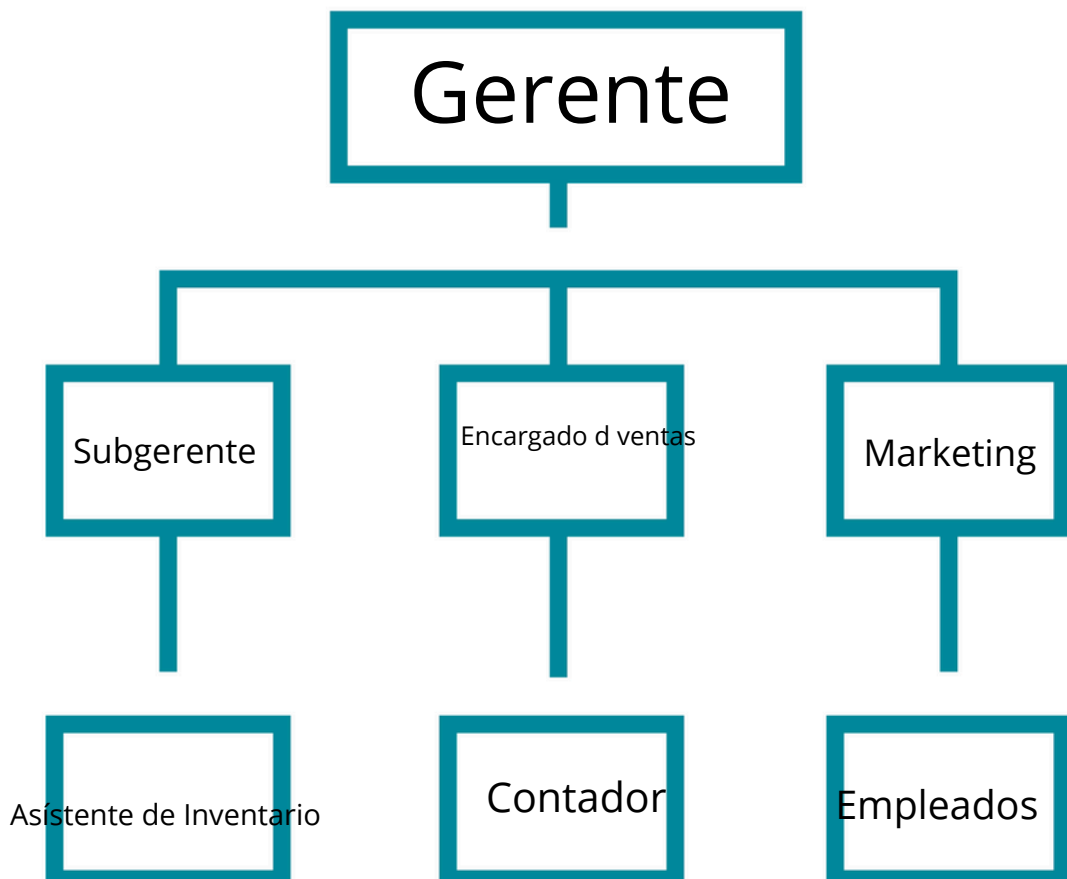 Gerente
Subgerente
Encargado d ventas
Marketing
Asístente de Inventario
Contador
Empleados